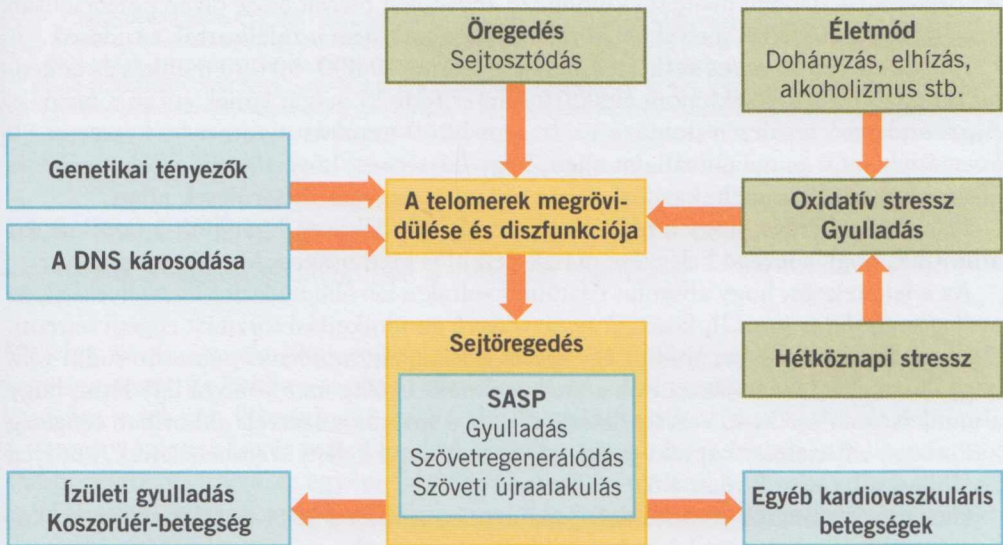 Öregedés
Sejtosztódás
Életmód
Dohányzás, elhízás,
alkoholizmus stb.
Genetikai tényezők
A DNS károsodása
A telomerek megrövi-
dülése és diszfunkciója
Oxidatív stressz
Gyulladás
Hétköznapi stressz
Sejtöregedés
SASP
Gyulladás
Szövetregenerálódás
Szöveti újraalakulás
Ízületi gyulladás
Koszorúér-betegség
Egyéb kardiovaszkuláris
betegségek